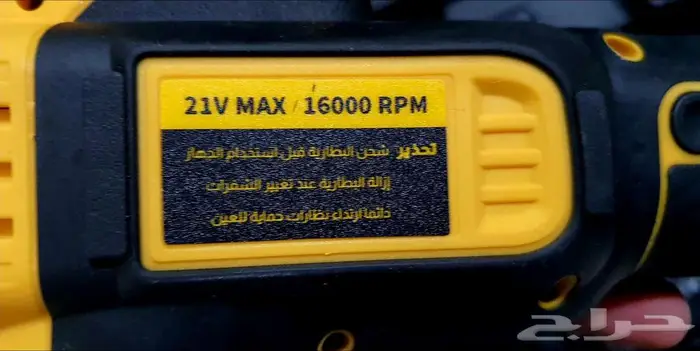 21V MAX / 16000 RPM
تحذير شحن البطارية قبل استخدام الجهاز
إزالة البطارية عند تغيير الشفرات
دائما ارتداء نظارات حماية للعين
حراج